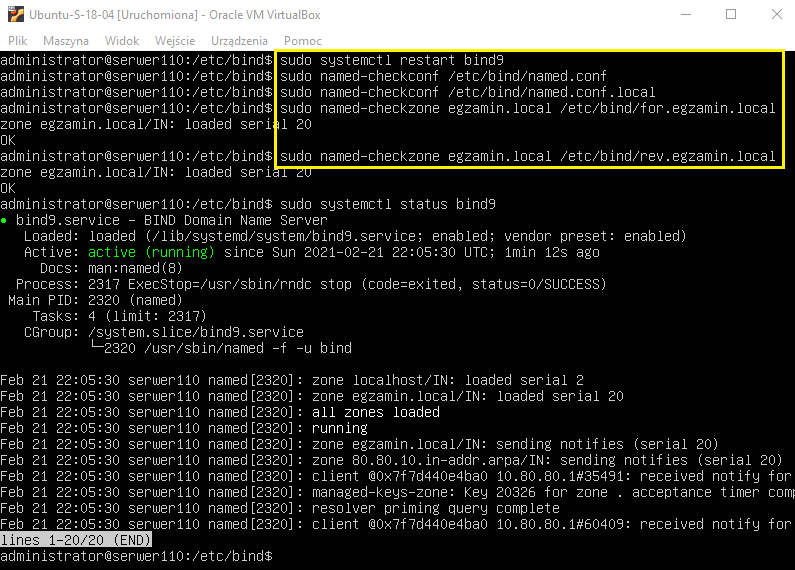 Ubuntu-S-18-04 [Uruchomiona] - Oracle VM VirtualBox
Plik Maszyna Widok Wejście Urządzenia Pomoc
administrator@serwer110:/etc/bind$ sudo systemctl restart bind9
administrator@serwer110:/etc/bind$ sudo named-checkconf /etc/bind/named.conf
administrator@serwer110:/etc/bind$ sudo named-checkconf /etc/bind/named.conf.local
administrator@serwer110:/etc/bind$ sudo named-checkzone egzamin.local /etc/bind/for.egzamin.local
zone egzamin.local/IN: loaded serial 20
OK
administrator@serwer110:/etc/bind$ sudo named-checkzone egzamin.local /etc/bind/rev.egzamin.local
zone egzamin.local/IN: loaded serial 20
OK
administrator@serwer110:/etc/bind$ sudo systemctl status bind9
● bind9.service - BIND Domain Name Server
Loaded: loaded (/lib/systemd/system/bind9.service; enabled; vendor preset: enabled)
Active: active (running) since Sun 2021-02-21 22:05:30 UTC; 1min 12s ago
Docs: man:named(8)
Process: 2317 ExecStop=/usr/sbin/rndc stop (code=exited, status=0/SUCCESS)
Main PID: 2320 (named)
Tasks: 4 (limit: 2317)
CGroup: /system.slice/bind9.service
└─2320 /usr/sbin/named -f -u bind
Feb 21 22:05:30 serwer110 named[2320]: zone localhost/IN: loaded serial 2
Feb 21 22:05:30 serwer110 named[2320]: zone egzamin.local/IN: loaded serial 20
Feb 21 22:05:30 serwer110 named[2320]: all zones loaded
Feb 21 22:05:30 serwer110 named[2320]: running
Feb 21 22:05:30 serwer110 named[2320]: zone egzamin.local/IN: sending notifies (serial 20)
Feb 21 22:05:30 serwer110 named[2320]: zone 80.80.10.in-addr.arpa/IN: sending notifies (serial 20)
Feb 21 22:05:30 serwer110 named[2320]: client @0x7f7d440e4ba0 10.80.80.1#35491: received notify for
Feb 21 22:05:30 serwer110 named[2320]: managed-keys-zone: Key 20326 for zone . acceptance timer com
Feb 21 22:05:30 serwer110 named[2320]: resolver priming query complete
Feb 21 22:05:30 serwer110 named[2320]: client @0x7f7d440e4ba0 10.80.80.1#60409: received notify for
lines 1-20/20 (END)
administrator@serwer110:/etc/bind$